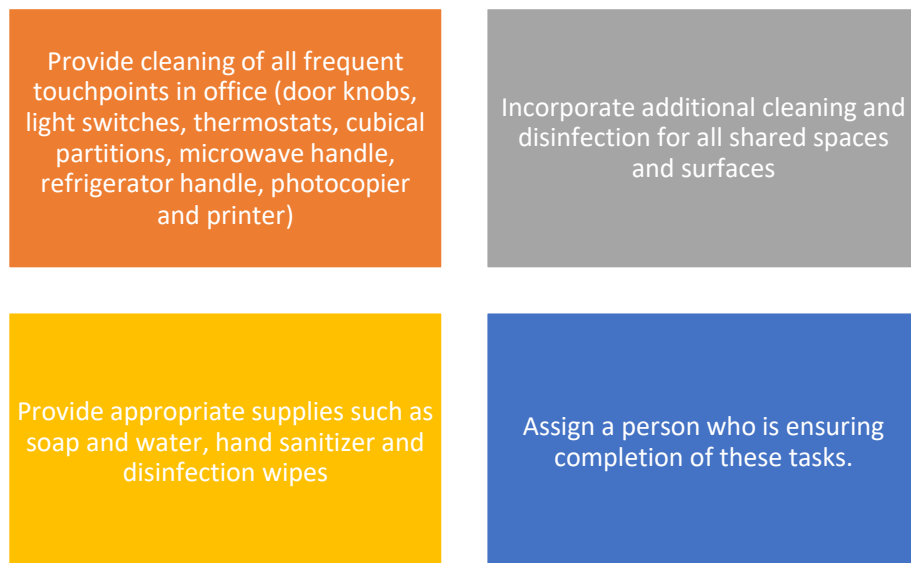 Provide cleaning of all frequent
touchpoints in office (door knobs,
light switches, thermostats, cubical
partitions, microwave handle,
refrigerator handle, photocopier
and printer)
Incorporate additional cleaning and
disinfection for all shared spaces
and surfaces
Provide appropriate supplies such as
soap and water, hand sanitizer and
disinfection wipes
Assign a person who is ensuring
completion of these tasks.